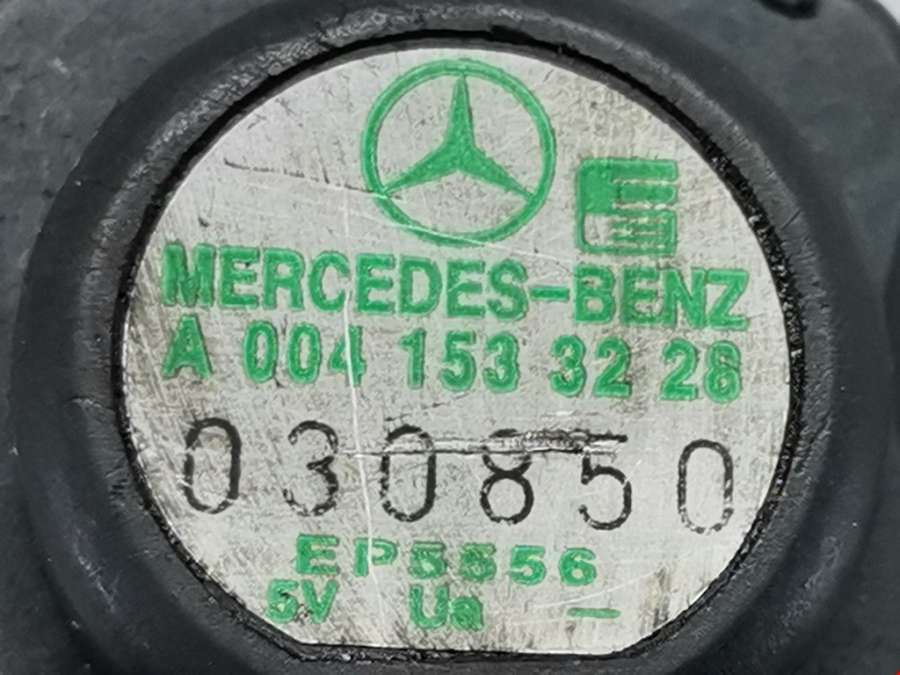 MERCEDES-BENZ
A 004 153 32 28
030850
EP5556
5V Ua –